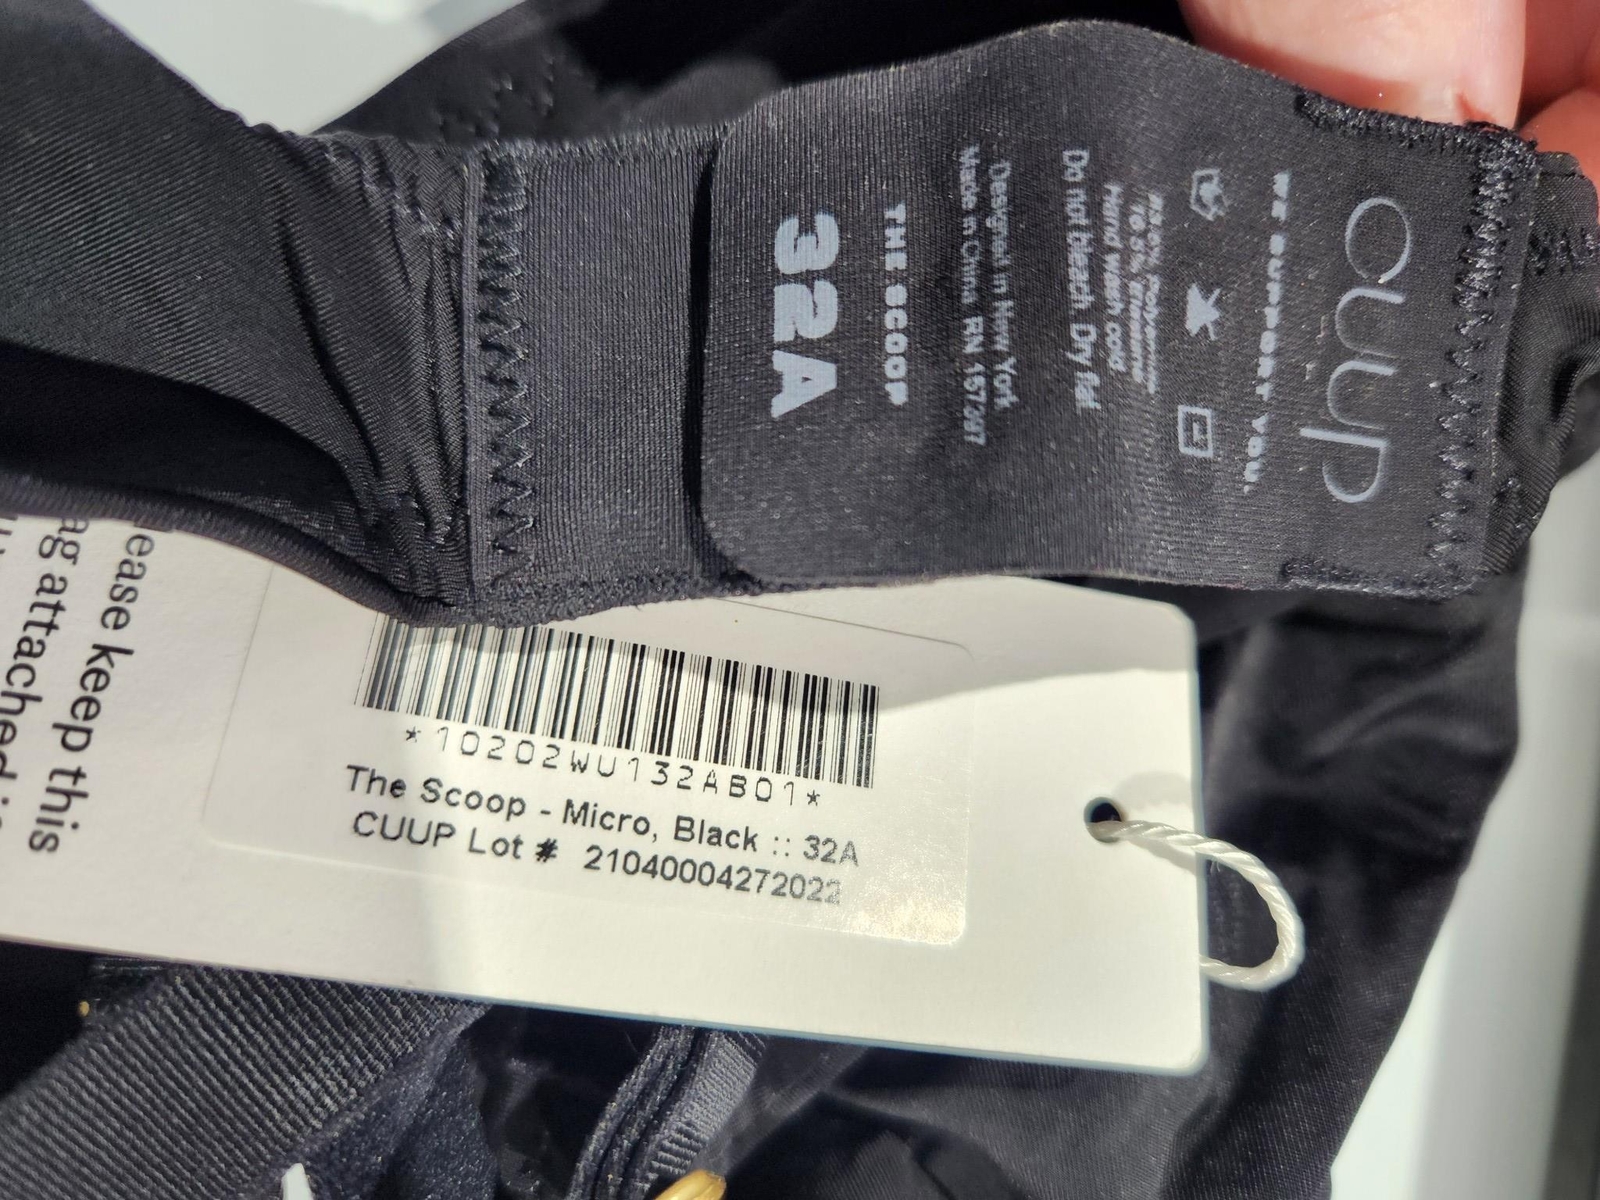 cuup
WE SUPPORT YOU.
Hand wash cold
Do not bleach. Dry flat
Designed in New York
Made in China RN 157397
THE SCOOP
32A
*10202WU132AB01*
The Scoop - Micro, Black :: 32A
CUUP Lot # 21040004272022
ease keep this
ag attached